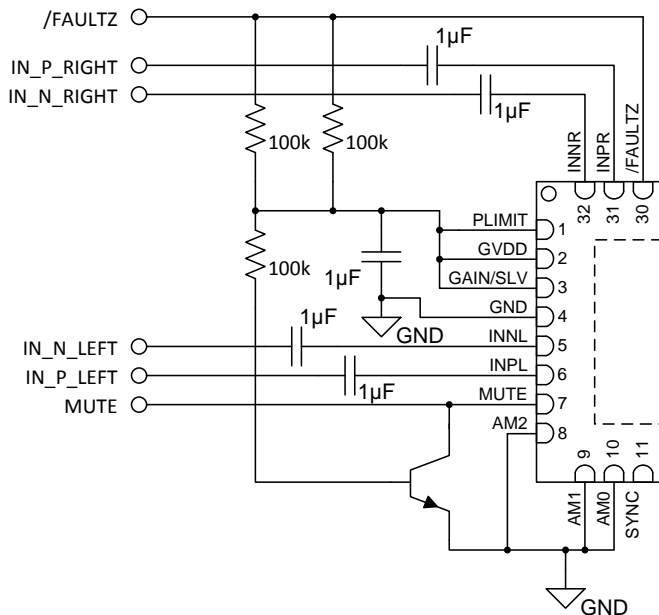 /FAULTZ
1µF
IN_P_RIGHT
IN_N_RIGHT
1µF
100k
100k
INNR
INPR
/FAULTZ
32
31
30
PLIMIT 1
GVDD 2
100k
1µF
GAIN/SLV 3
GND 4
GND
1µF
IN_N_LEFT
INNL 5
IN_P_LEFT
INPL 6
1µF
MUTE
MUTE 7
AM2 8
9
10
11
AM1
AM0
SYNC
GND